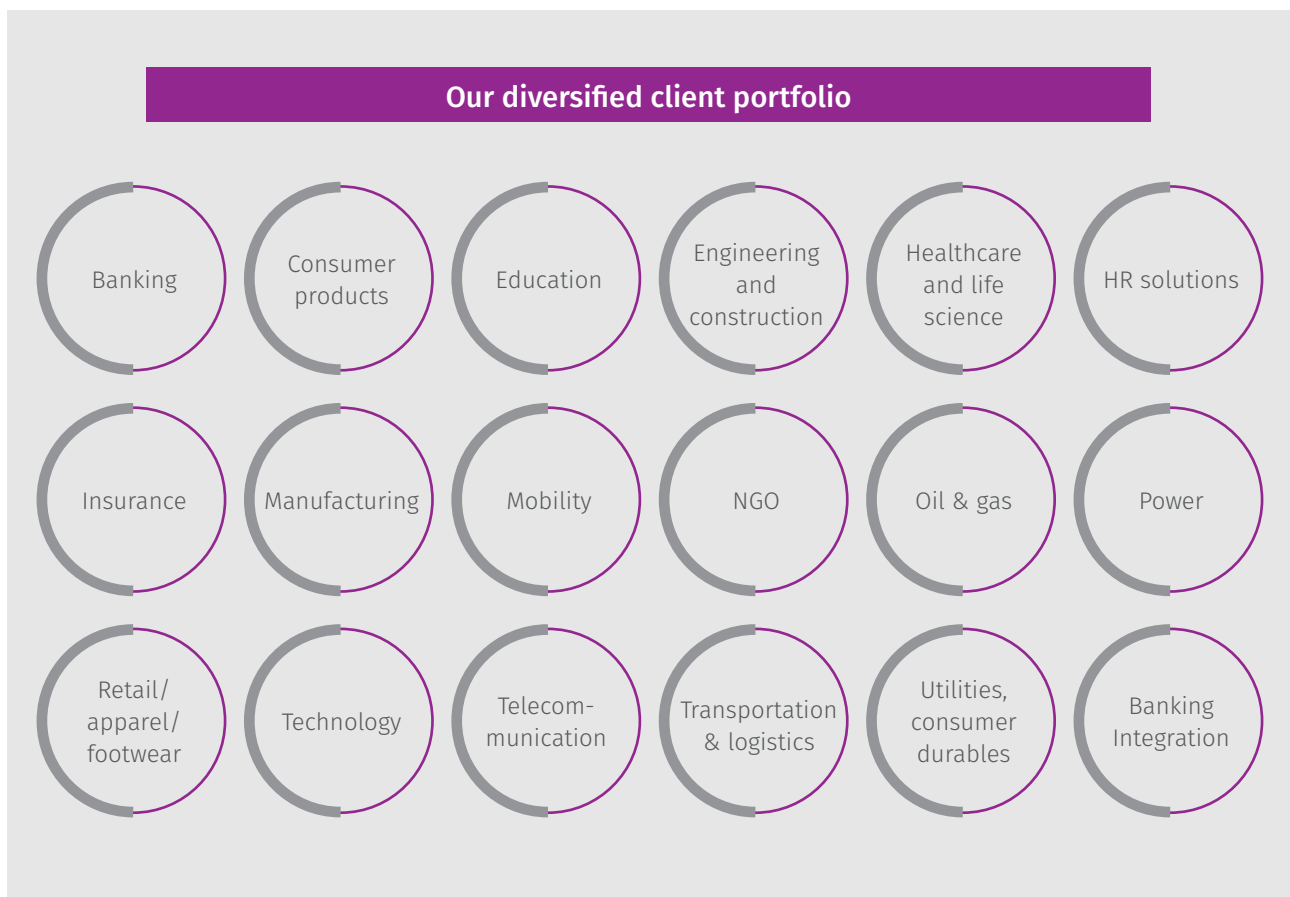 Our diversified client portfolio
Banking
Consumer
products
Education
Engineering
and
construction
Healthcare
and life
science
HR solutions
Insurance
Manufacturing
Mobility
NGO
Oil & gas
Power
Retail/
apparel/
footwear
Technology
Telecom-
munication
Transportation
& logistics
Utilities,
consumer
durables
Banking
Integration